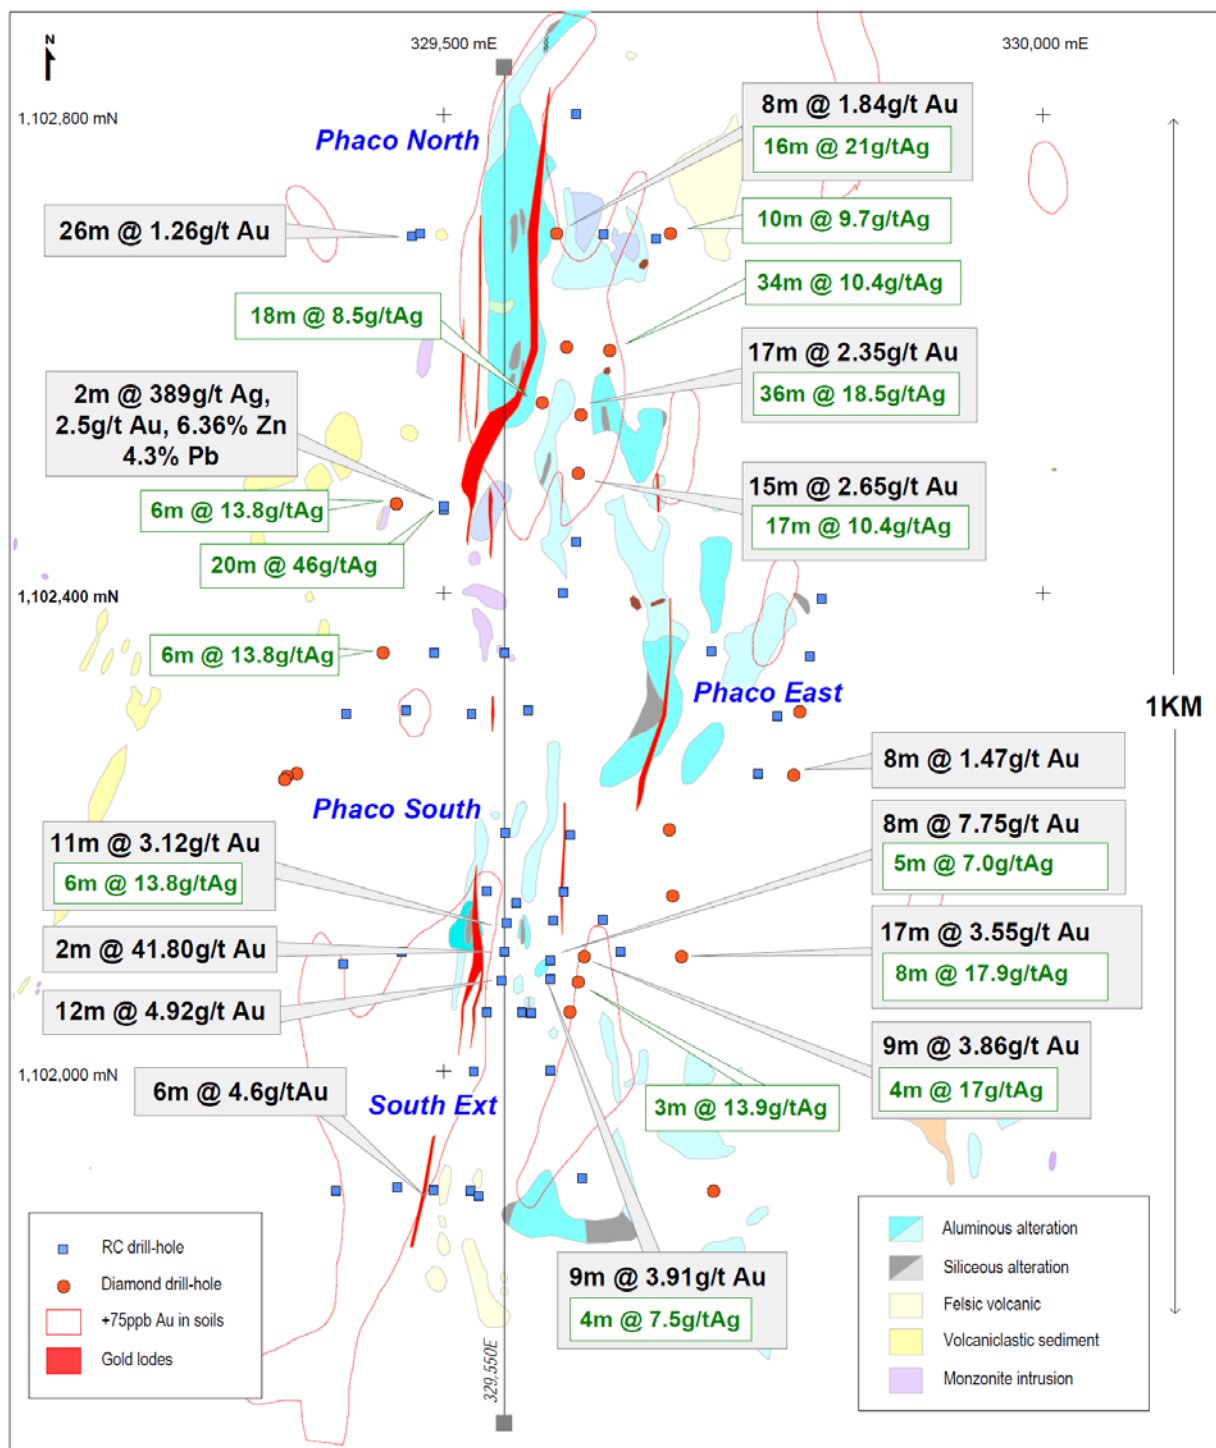 N
329,500 mE
330,000 mE
1,102,800 mN
Phaco North
8m @ 1.84g/t Au
16m @ 21g/tAg
26m @ 1.26g/t Au
10m @ 9.7g/tAg
34m @ 10.4g/tAg
18m @ 8.5g/tAg
17m @ 2.35g/t Au
36m @ 18.5g/tAg
2m @ 389g/t Ag,
2.5g/t Au, 6.36% Zn
4.3% Pb
15m @ 2.65g/t Au
17m @ 10.4g/tAg
6m @ 13.8g/tAg
20m @ 46g/tAg
1,102,400 mN
6m @ 13.8g/tAg
Phaco East
1KM
8m @ 1.47g/t Au
Phaco South
11m @ 3.12g/t Au
6m @ 13.8g/tAg
8m @ 7.75g/t Au
5m @ 7.0g/tAg
2m @ 41.80g/t Au
17m @ 3.55g/t Au
8m @ 17.9g/tAg
12m @ 4.92g/t Au
9m @ 3.86g/t Au
4m @ 17g/tAg
1,102,000 mN
6m @ 4.6g/tAu
South Ext
3m @ 13.9g/tAg
RC drill-hole
Diamond drill-hole
+75ppb Au in soils
Gold lodes
9m @ 3.91g/t Au
4m @ 7.5g/tAg
329,550E
Aluminous alteration
Siliceous alteration
Felsic volcanic
Volcaniclastic sediment
Monzonite intrusion